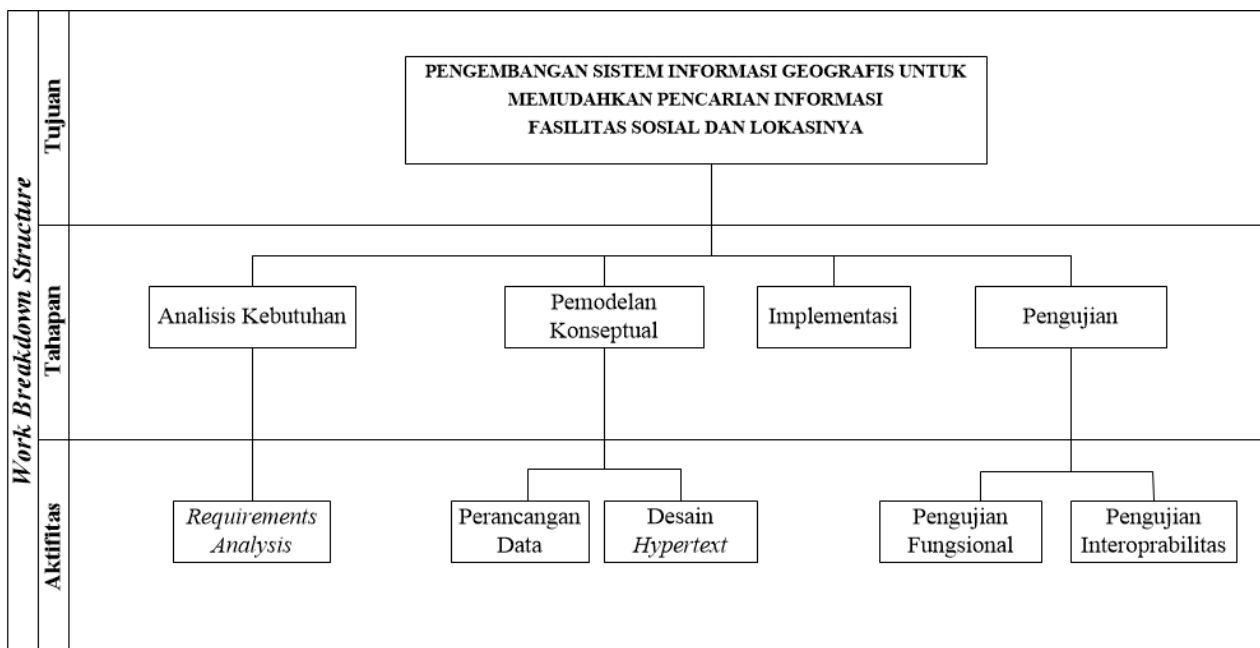 Work Breakdown Structure
Tujuan
PENGEMBANGAN SISTEM INFORMASI GEOGRAFIS UNTUK
MEMUDAHKAN PENCARIAN INFORMASI
FASILITAS SOSIAL DAN LOKASINYA
Tahapan
Analisis Kebutuhan
Pemodelan
Konseptual
Implementasi
Pengujian
Aktifitas
Requirements
Analysis
Perancangan
Data
Desain
Hypertext
Pengujian
Fungsional
Pengujian
Interoprabilitas